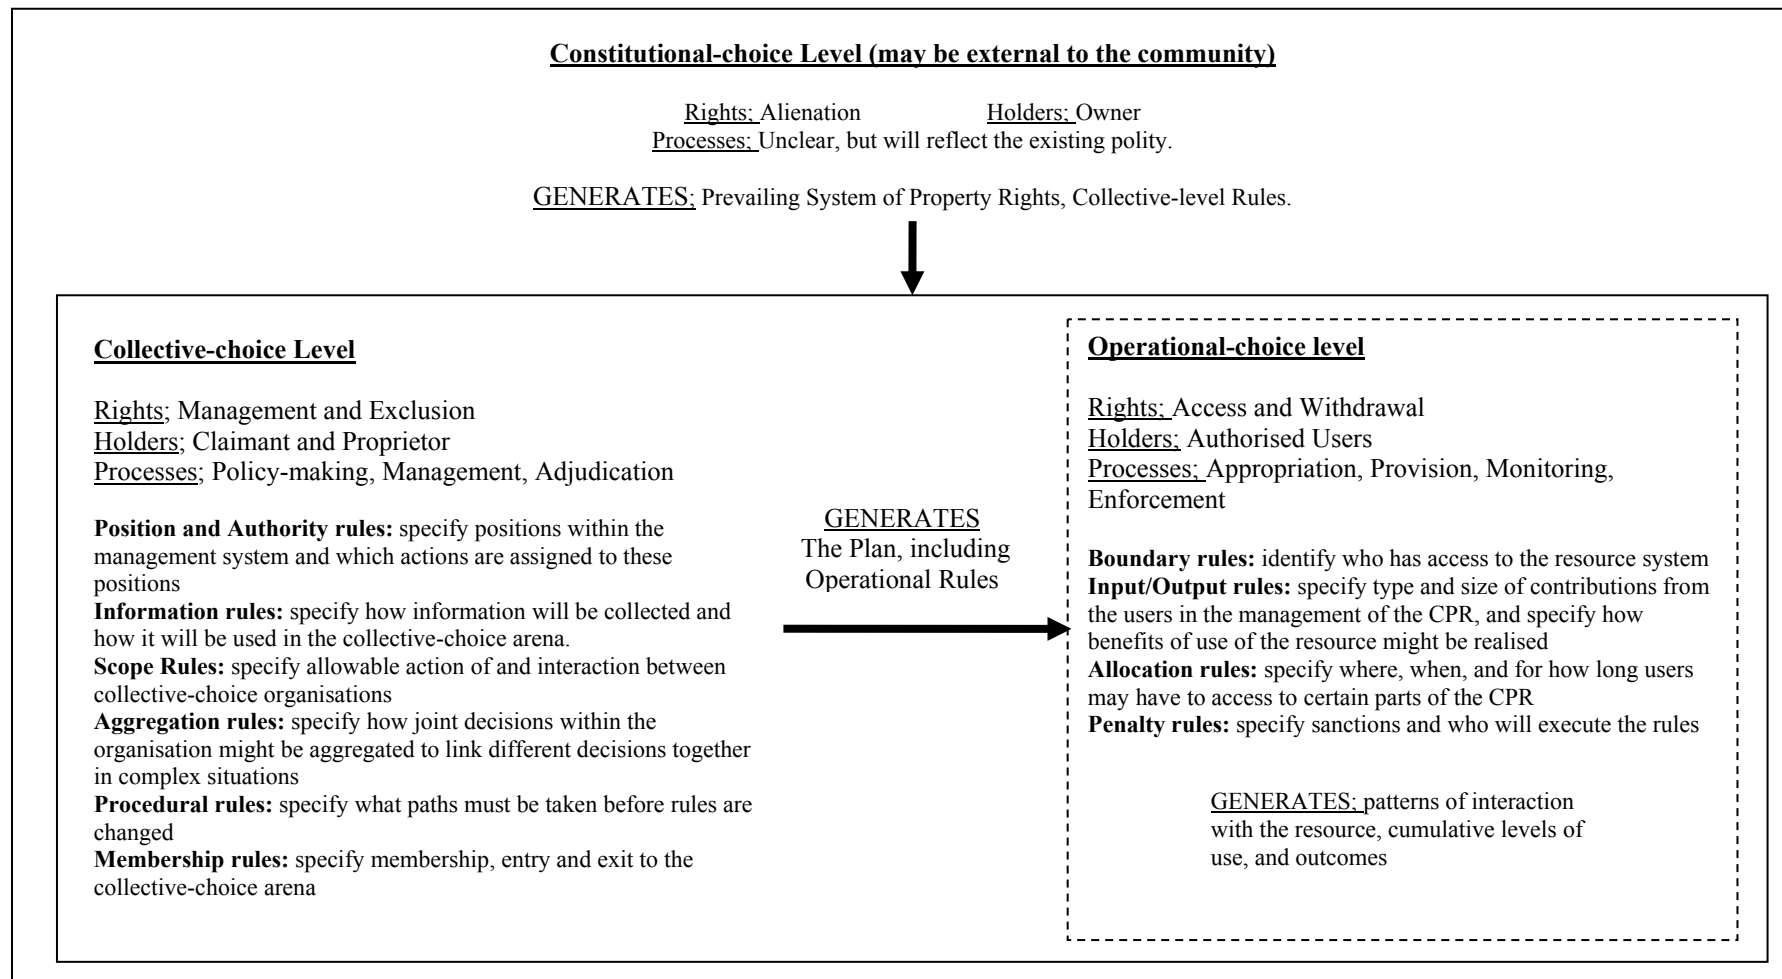 Constitutional-choice Level (may be external to the community)
Rights; Alienation Holders; Owner
Processes; Unclear, but will reflect the existing polity.
GENERATES; Prevailing System of Property Rights, Collective-level Rules.
Collective-choice Level
Rights; Management and Exclusion
Holders; Claimant and Proprietor
Processes; Policy-making, Management, Adjudication
Position and Authority rules: specify positions within the
management system and which actions are assigned to these
positions
Information rules: specify how information will be collected and
how it will be used in the collective-choice arena.
Scope Rules: specify allowable action of and interaction between
collective-choice organisations
Aggregation rules: specify how joint decisions within the
organisation might be aggregated to link different decisions together
in complex situations
Procedural rules: specify what paths must be taken before rules are
changed
Membership rules: specify membership, entry and exit to the
collective-choice arena
GENERATES
The Plan, including
Operational Rules
Operational-choice level
Rights; Access and Withdrawal
Holders; Authorised Users
Processes; Appropriation, Provision, Monitoring,
Enforcement
Boundary rules: identify who has access to the resource system
Input/Output rules: specify type and size of contributions from
the users in the management of the CPR, and specify how
benefits of use of the resource might be realised
Allocation rules: specify where, when, and for how long users
may have to access to certain parts of the CPR
Penalty rules: specify sanctions and who will execute the rules
GENERATES; patterns of interaction
with the resource, cumulative levels of
use, and outcomes